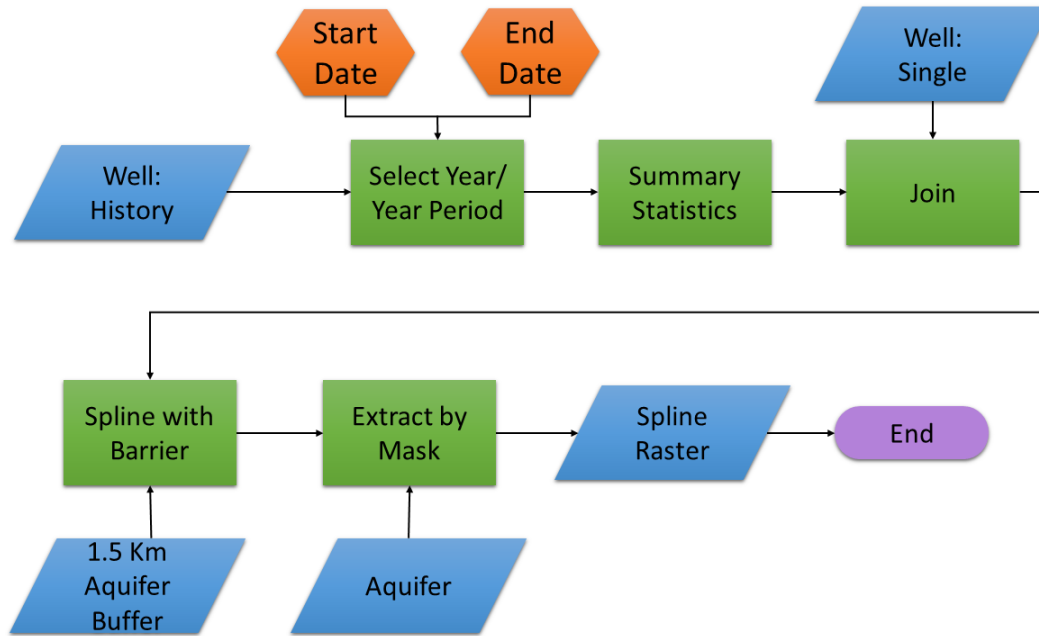 Start
Date
End
Date
Well:
Single
Well:
History
Select Year/
Year Period
Summary
Statistics
Join
Spline with
Barrier
Extract by
Mask
Spline
Raster
End
1.5 Km
Aquifer
Buffer
Aquifer